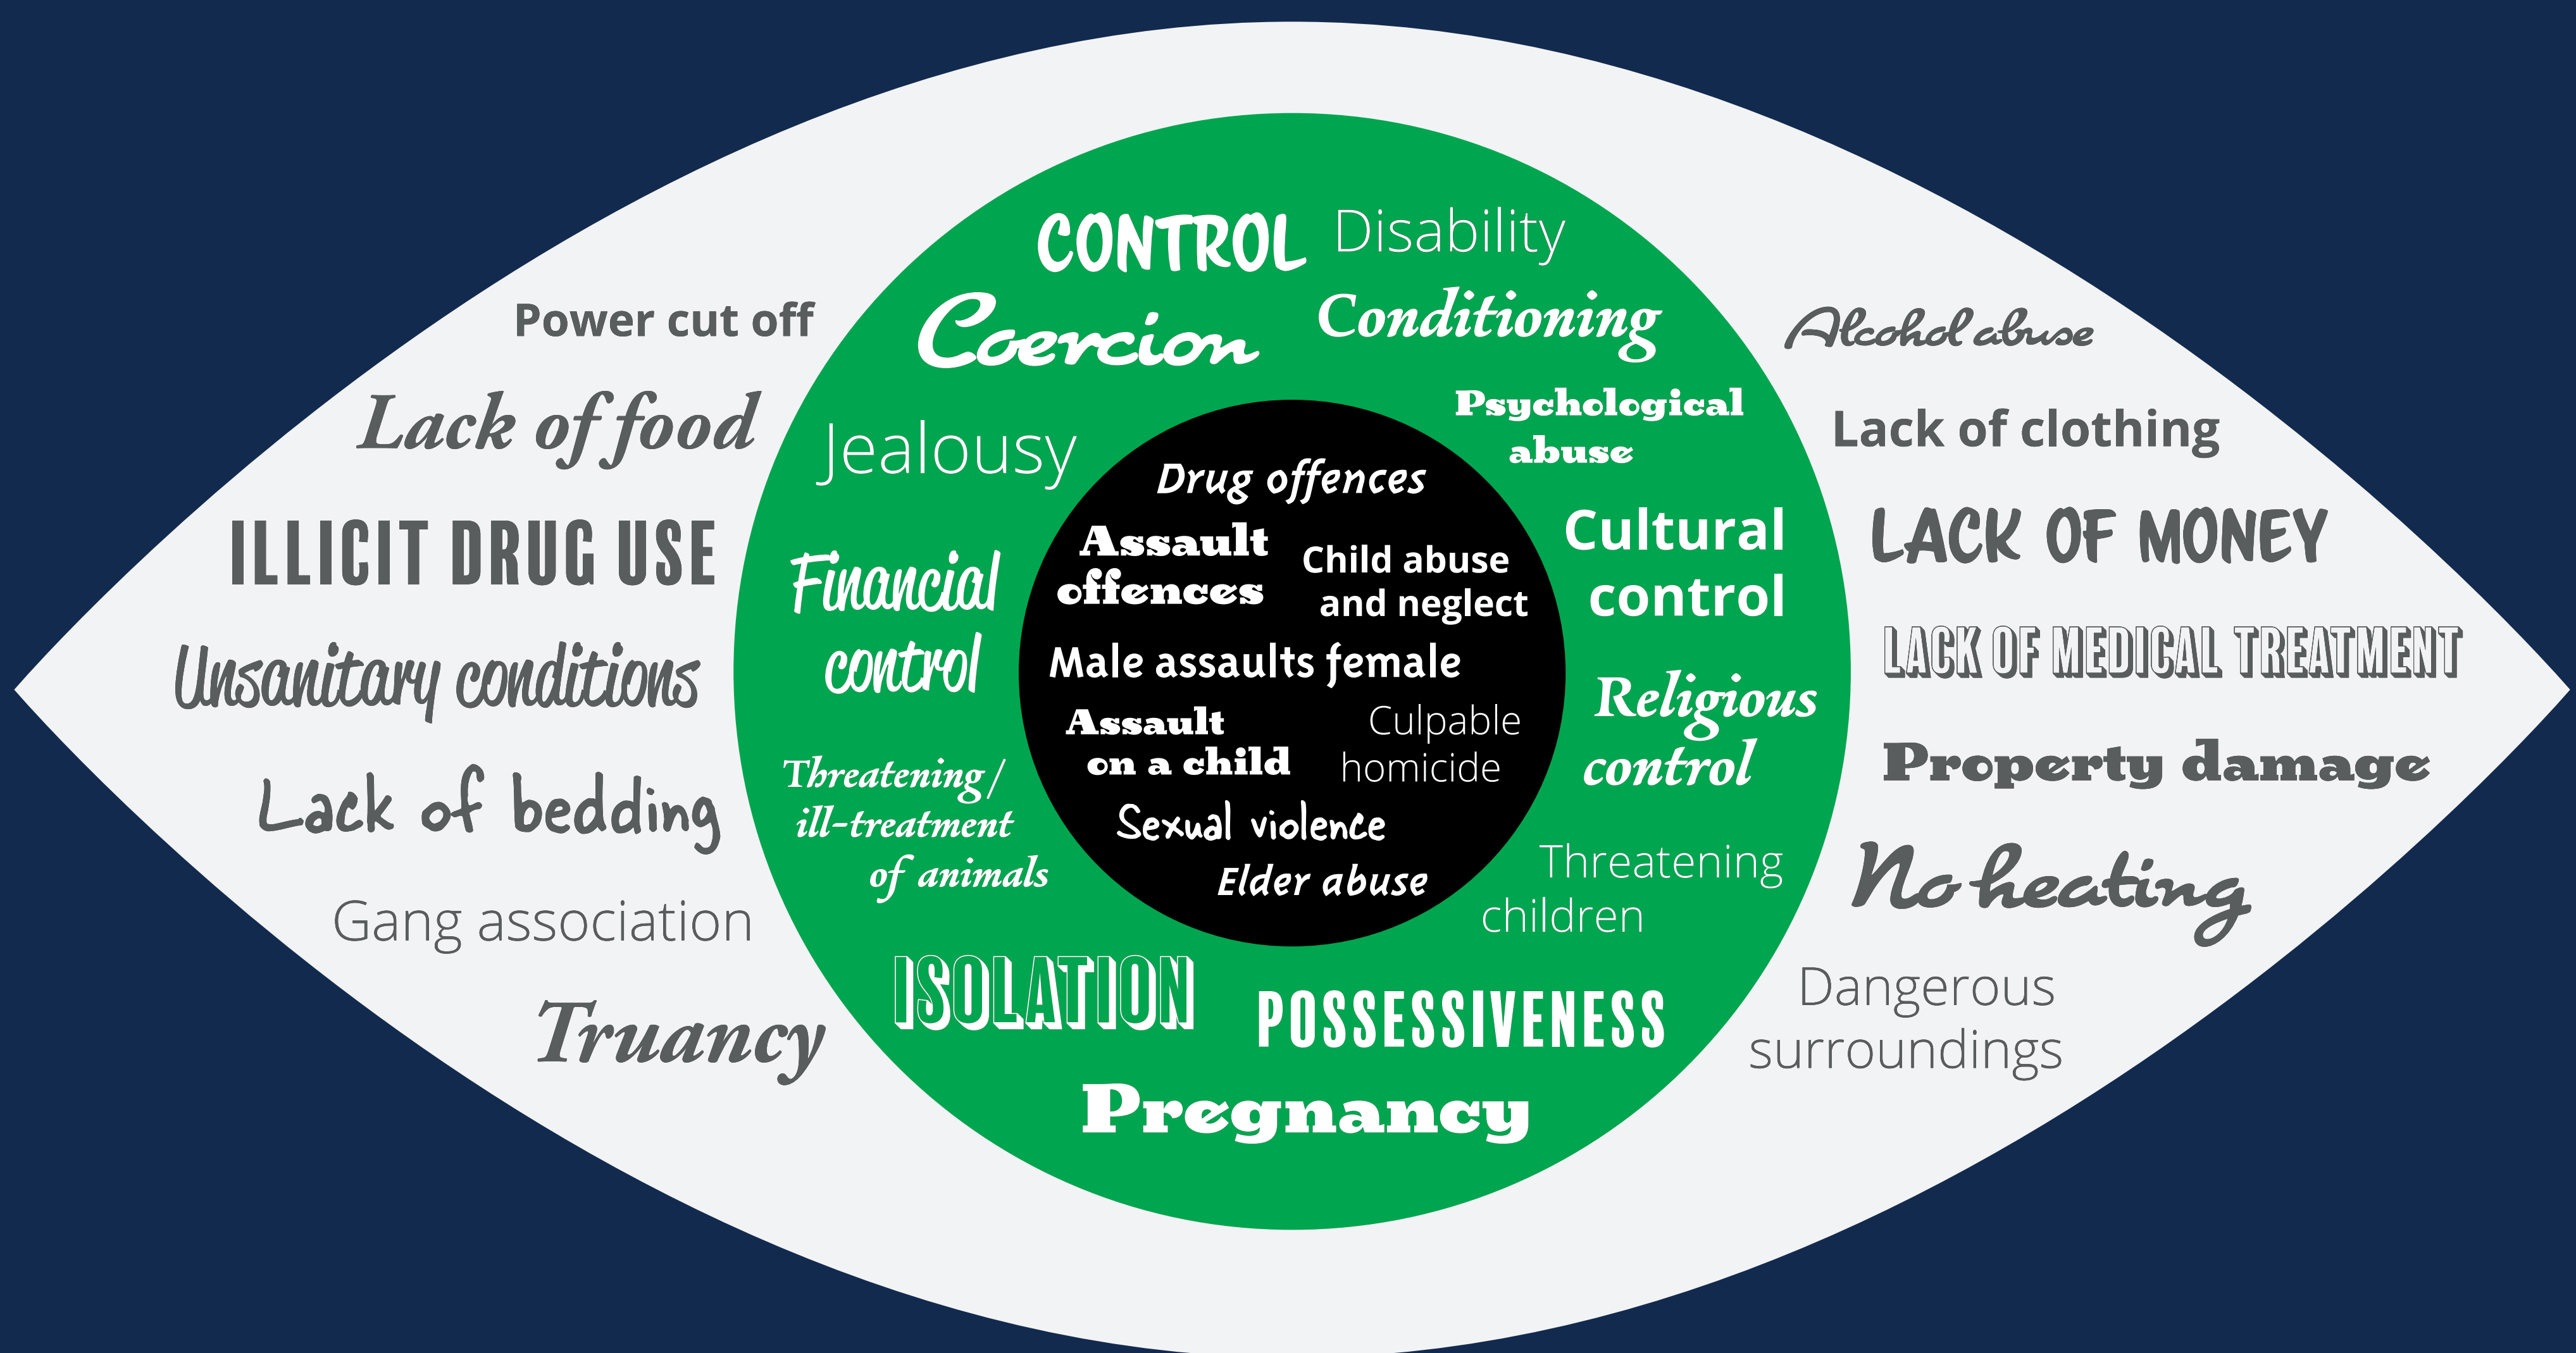 Power cut off
Lack of food
ILLICIT DRUG USE
Unsanitary conditions
Lack of bedding
Gang association
Truancy
CONTROL
Disability
Coercion
Conditioning
Jealousy
Psychological
abuse
Financial
control
Cultural
control
Threatening/
ill-treatment
of animals
Religious
control
Threatening
children
ISOLATION
POSSESSIVENESS
Pregnancy
Drug offences
Assault
offences
Child abuse
and neglect
Male assaults female
Assault
on a child
Culpable
homicide
Sexual violence
Elder abuse
Alcohol abuse
Lack of clothing
LACK OF MONEY
LACK OF MEDICAL TREATMENT
Property damage
No heating
Dangerous
surroundings